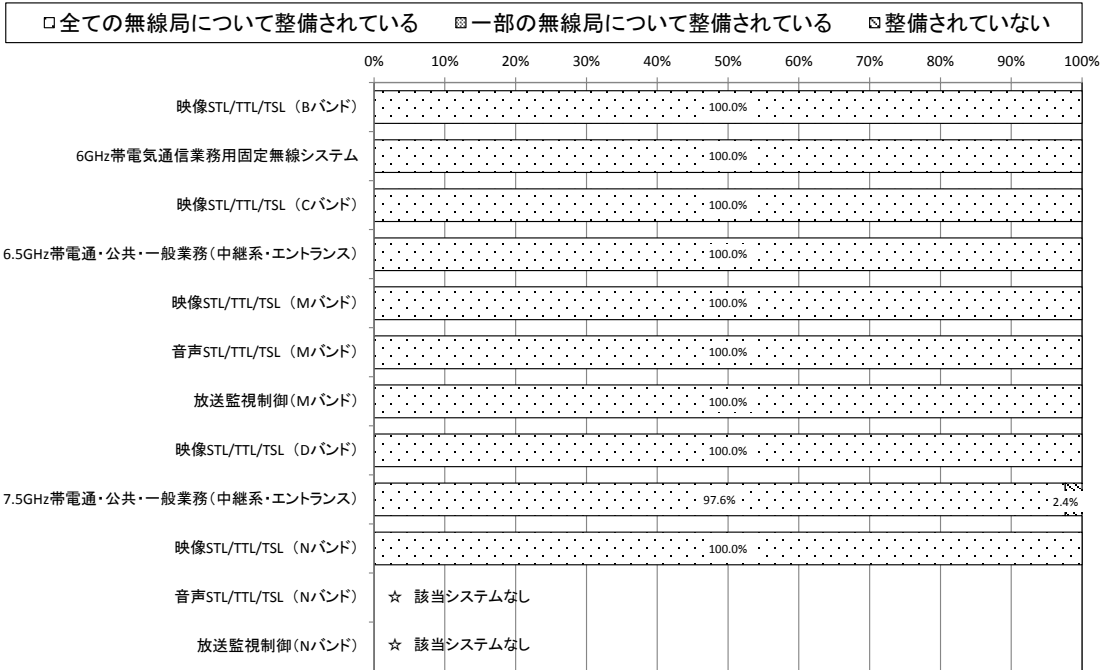 全ての無線局について整備されている 一部の無線局について整備されている 整備されていない
0% 10% 20% 30% 40% 50% 60% 70% 80% 90% 100%
映像STL/TTL/TSL（Bバンド） 100.0%
6GHz帯電気通信業務用固定無線システム 100.0%
映像STL/TTL/TSL（Cバンド） 100.0%
6.5GHz帯電通・公共・一般業務（中継系・エントランス） 100.0%
映像STL/TTL/TSL（Mバンド） 100.0%
音声STL/TTL/TSL（Mバンド） 100.0%
放送監視制御（Mバンド） 100.0%
映像STL/TTL/TSL（Dバンド） 100.0%
7.5GHz帯電通・公共・一般業務（中継系・エントランス） 97.6% 2.4%
映像STL/TTL/TSL（Nバンド） 100.0%
音声STL/TTL/TSL（Nバンド） ☆ 該当システムなし
放送監視制御（Nバンド） ☆ 該当システムなし